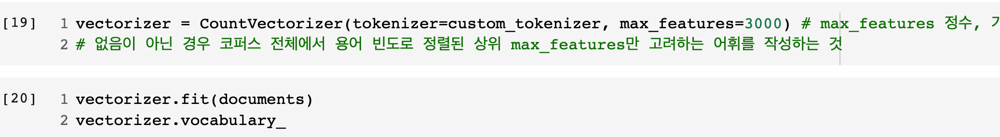 [19] 1 vectorizer = CountVectorizer(tokenizer=custom_tokenizer, max_features=3000) # max_features 정수,
2 # 없음이 아닌 경우 코퍼스 전체에서 용어 빈도로 정렬된 상위 max_features만 고려하는 어휘를 작성하는 것
[20] 1 vectorizer.fit(documents)
2 vectorizer.vocabulary_